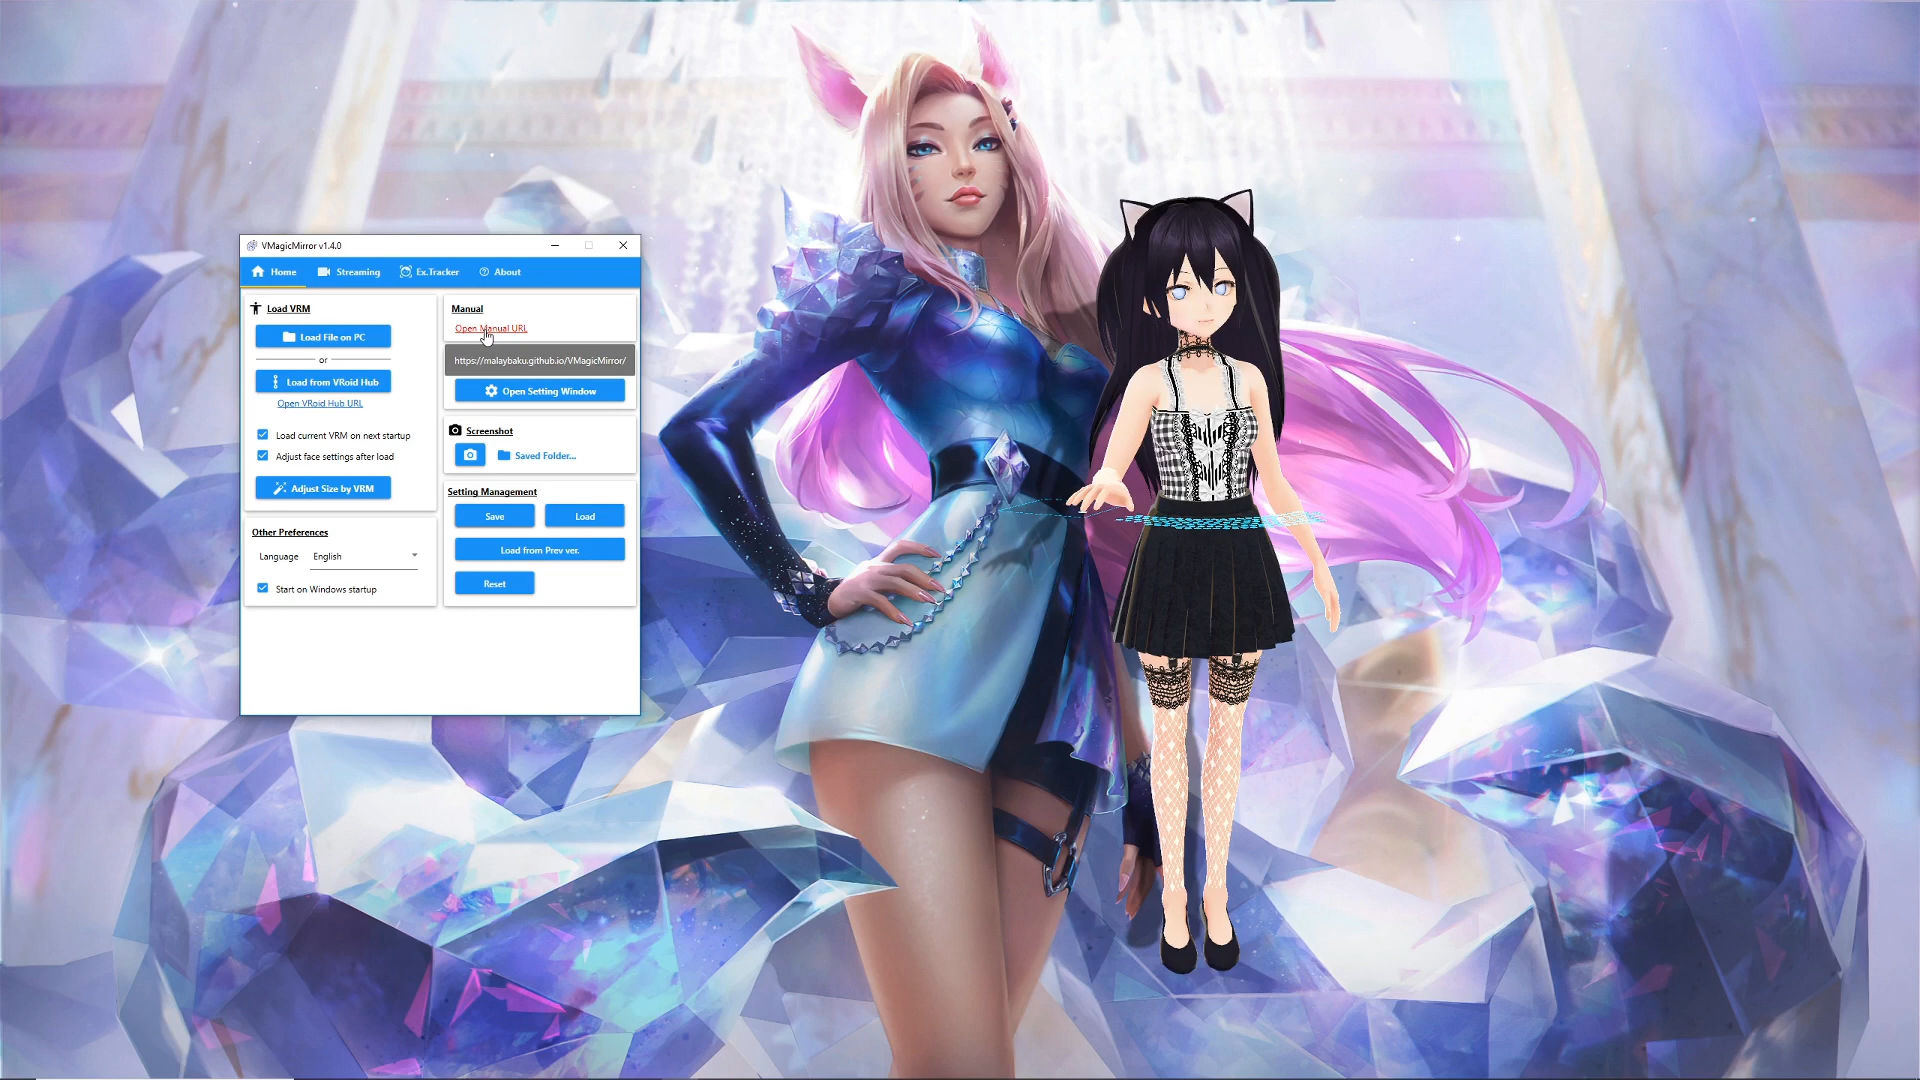 VMagicMirror v1.4.0
Home
Streaming
Ex.Tracker
About
Load VRM
Load File on PC
or
Load from VRoid Hub
Open VRoid Hub URL
Load current VRM on next startup
Adjust face settings after load
Adjust Size by VRM
Other Preferences
Language English
Start on Windows startup
Manual
Open Manual URL
https://malaybaku.github.io/VMagicMirror/
Open Setting Window
Screenshot
Saved Folder...
Setting Management
Save Load
Load from Prev ver.
Reset